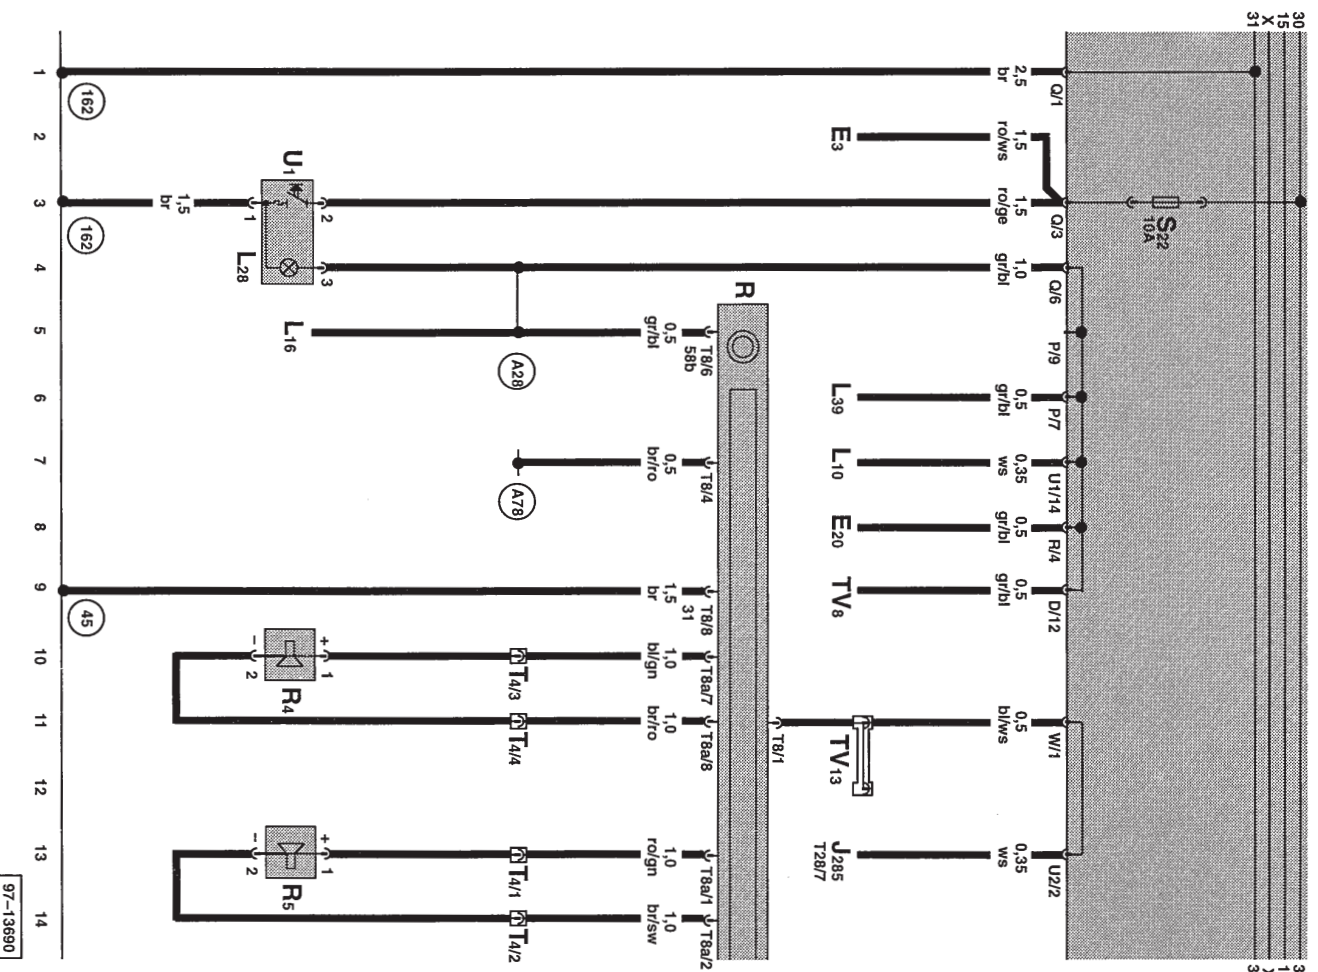 30
15
X
31
Q/1
2,5
br
162
1
1,5
ro/ws
E3
2
S22
10A
Q/3
1,5
ro/ge
U1
2
1
1,5
br
162
3
Q/6
1,0
gr/bl
3
L28
4
R
P/9
T8/6
58b
0,5
gr/bl
A28
L16
5
P/7
0,5
gr/bl
L39
6
U1/14
0,35
ws
L10
T8/4
0,5
br/ro
A78
7
R/4
0,5
gr/bl
E20
8
D/12
0,5
gr/bl
TV8
T8/8
31
1,5
br
45
9
T8a/7
1,0
bl/gn
T4/3
+
1
–
2
R4
10
W/1
0,5
bl/ws
TV13
T8/1
T8a/8
1,0
br/ro
T4/4
11
12
U2/2
0,35
ws
J285
T28/7
T8a/1
1,0
ro/gn
T4/1
+
1
–
2
R5
13
T8a/2
1,0
br/sw
T4/2
14
97–13690